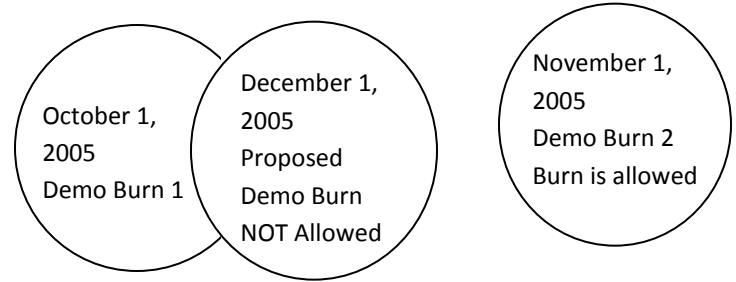 October 1,
2005
Demo Burn 1
December 1,
2005
Proposed
Demo Burn
NOT Allowed
November 1,
2005
Demo Burn 2
Burn is allowed